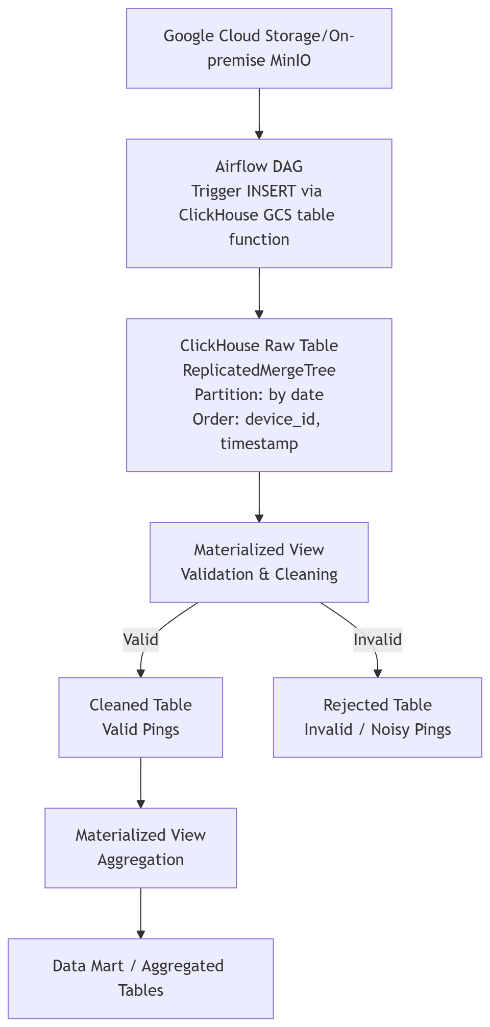 Google Cloud Storage/On-
premise MinIO
Airflow DAG
Trigger INSERT via
ClickHouse GCS table
function
ClickHouse Raw Table
ReplicatedMergeTree
Partition: by date
Order: device_id,
timestamp
Materialized View
Validation & Cleaning
Valid
Invalid
Cleaned Table
Valid Pings
Rejected Table
Invalid / Noisy Pings
Materialized View
Aggregation
Data Mart / Aggregated
Tables